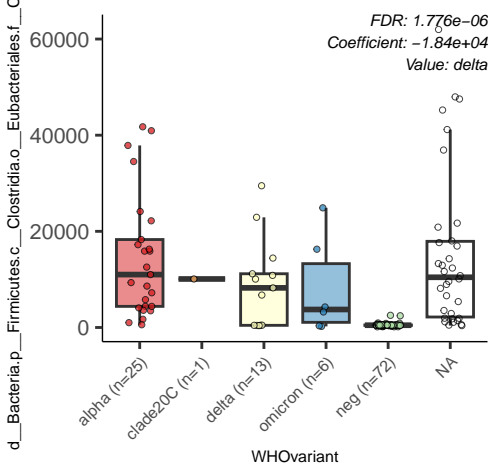 d__Bacteria.p__Firmicutes.c__Clostridia.o__Eubacteriales.f__C
FDR: 1.776e−06
Coefficient: −1.84e+04
Value: delta
60000
40000
20000
0
alpha (n=25)
clade20C (n=1)
delta (n=13)
omicron (n=6)
neg (n=72)
NA
WHOvariant